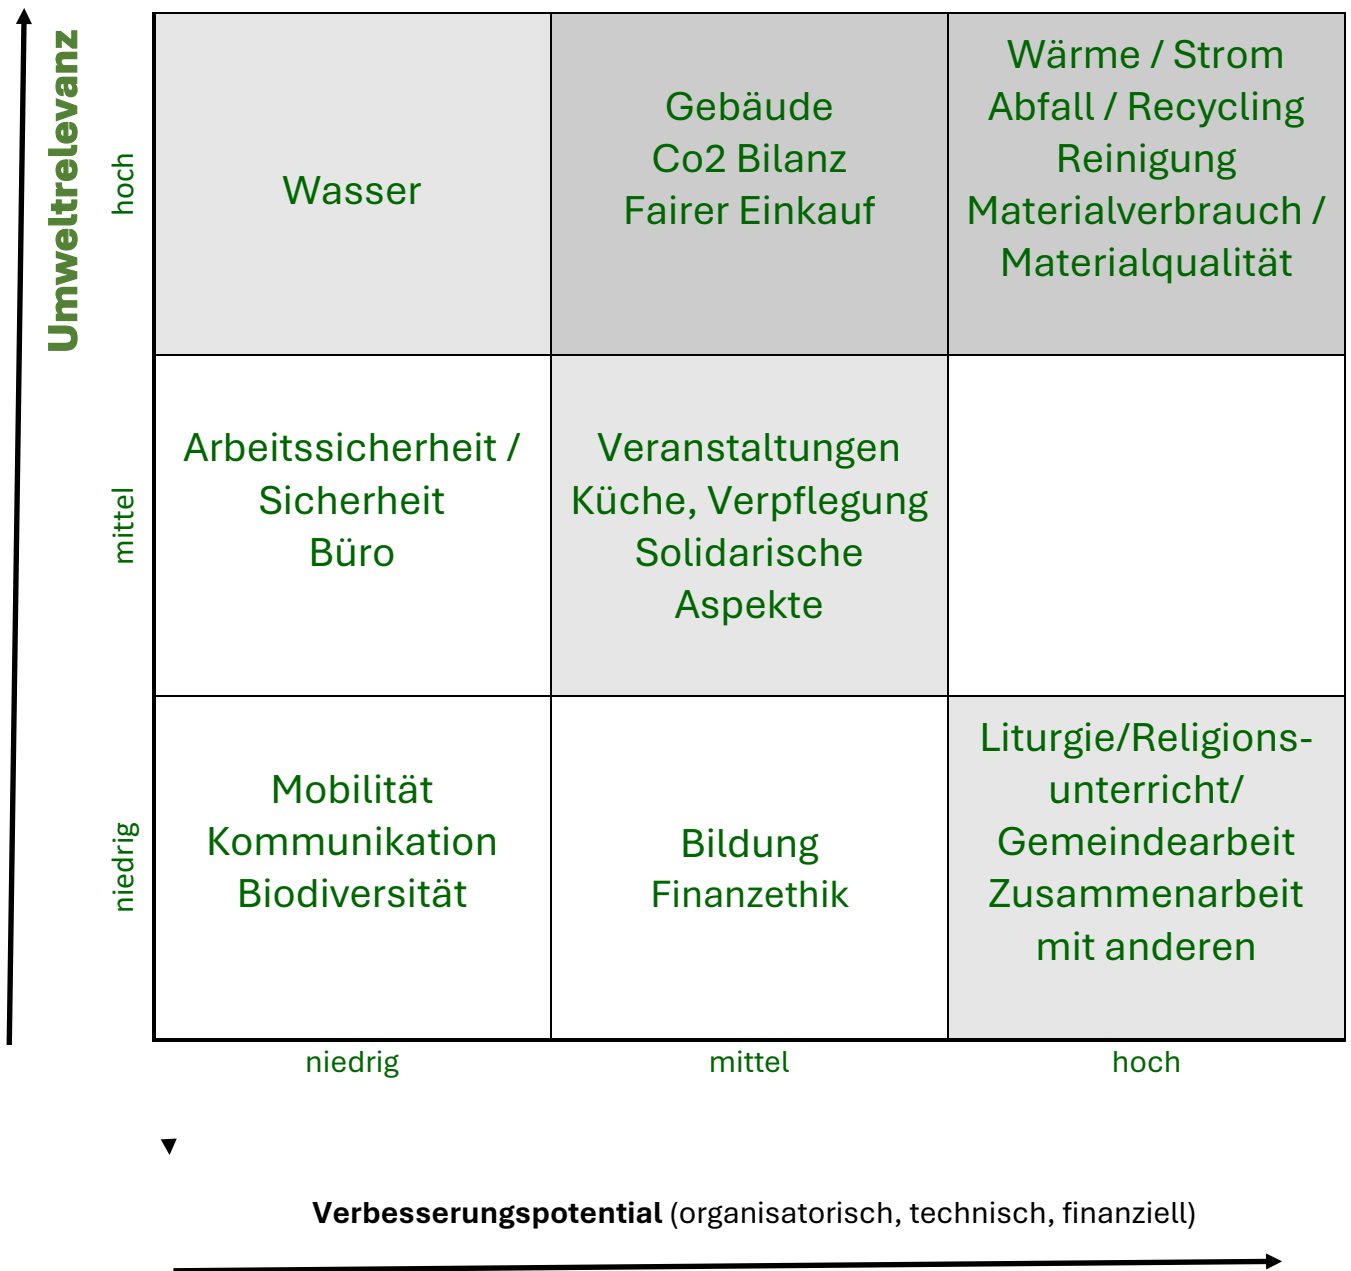 Umweltrelevanz
hoch
Wasser
Gebäude
Co2 Bilanz
Fairer Einkauf
Wärme / Strom
Abfall / Recycling
Reinigung
Materialverbrauch /
Materialqualität
mittel
Arbeitssicherheit /
Sicherheit
Büro
Veranstaltungen
Küche, Verpflegung
Solidarische
Aspekte
niedrig
Mobilität
Kommunikation
Biodiversität
Bildung
Finanzethik
Liturgie/Religions-
unterricht/
Gemeindearbeit
Zusammenarbeit
mit anderen
niedrig
mittel
hoch
Verbesserungspotential (organisatorisch, technisch, finanziell)